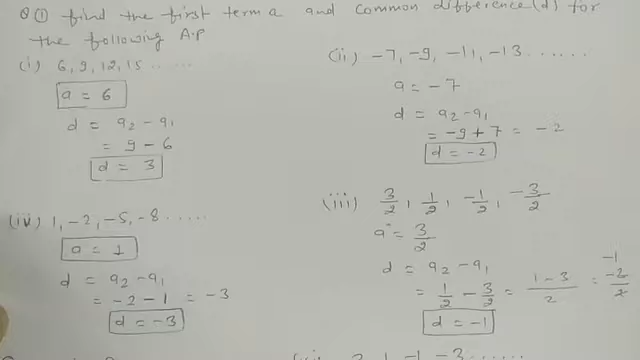 Q ① find the first term a and common difference (d) for
the following A.P
(i) 6, 9, 12, 15 ......
a = 6
d = a₂ - a₁
= 9 - 6
d = 3
(ii) -7, -9, -11, -13 ......
a = -7
d = a₂ - a₁
= -9 + 7 = -2
d = -2
(iv) 1, -2, -5, -8 ......
a = 1
d = a₂ - a₁
= -2 - 1 = -3
d = -3
(iii) 3/2, 1/2, -1/2, -3/2
a = 3/2
d = a₂ - a₁
= 1/2 - 3/2 = 1-3/2 = -2/2 -1
d = -1